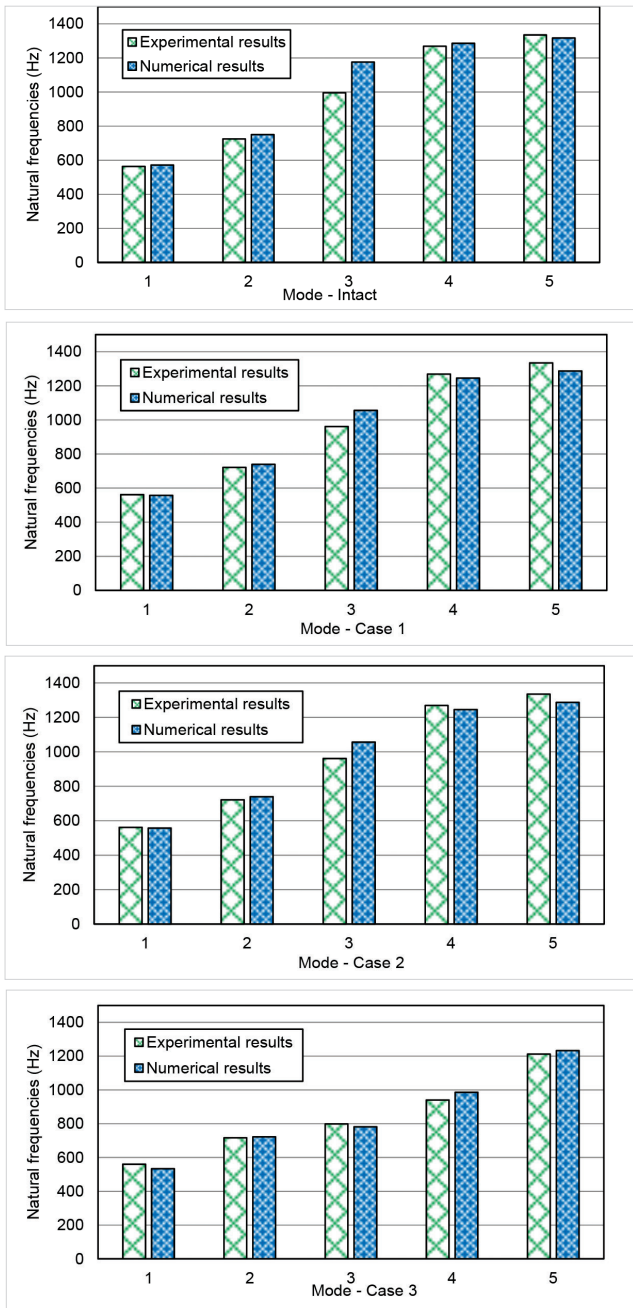 1400
1200
1000
800
600
400
200
0
Natural frequencies (Hz)
Experimental results
Numerical results
1 2 3 4 5
Mode - Intact
1400
1200
1000
800
600
400
200
0
Natural frequencies (Hz)
Experimental results
Numerical results
1 2 3 4 5
Mode - Case 1
1400
1200
1000
800
600
400
200
0
Natural frequencies (Hz)
Experimental results
Numerical results
1 2 3 4 5
Mode - Case 2
1400
1200
1000
800
600
400
200
0
Natural frequencies (Hz)
Experimental results
Numerical results
1 2 3 4 5
Mode - Case 3